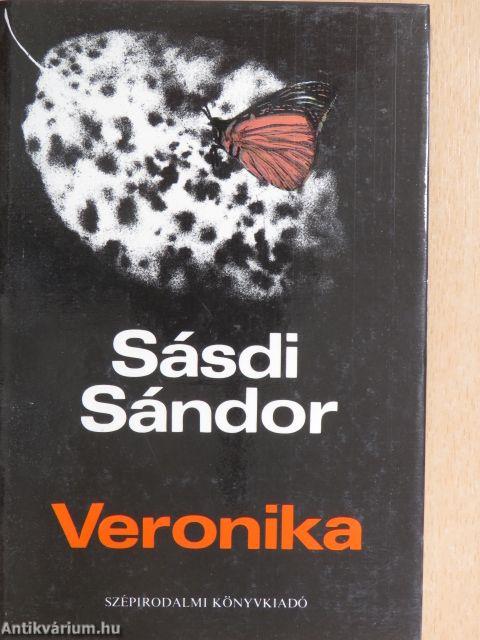 Sásdi
Sándor
Veronika
SZÉPIRODALMI KÖNYVKIADÓ
Antikvárium.hu